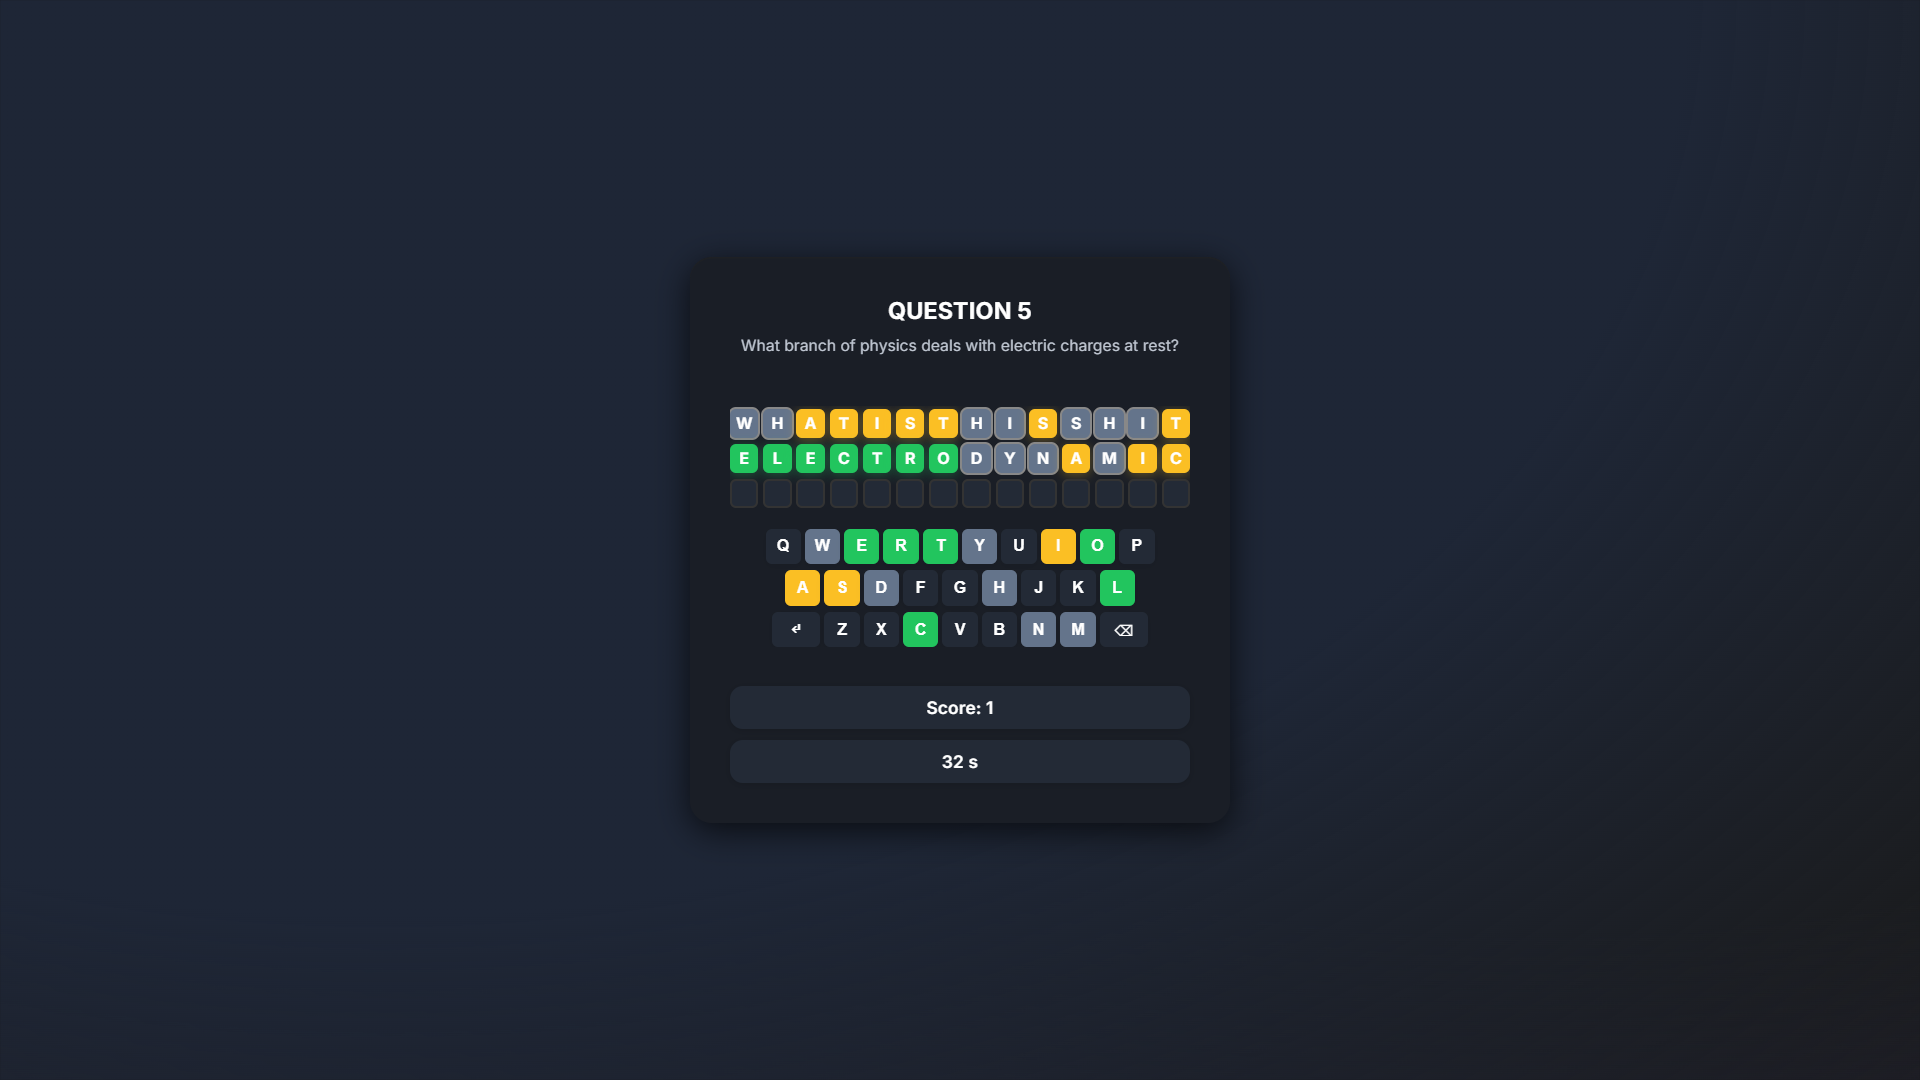 QUESTION 5
What branch of physics deals with electric charges at rest?
W H A T I S T H I S S H I T
E L E C T R O D Y N A M I C
Q W E R T Y U I O P
A S D F G H J K L
↵ Z X C V B N M ⌫
Score: 1
32 s